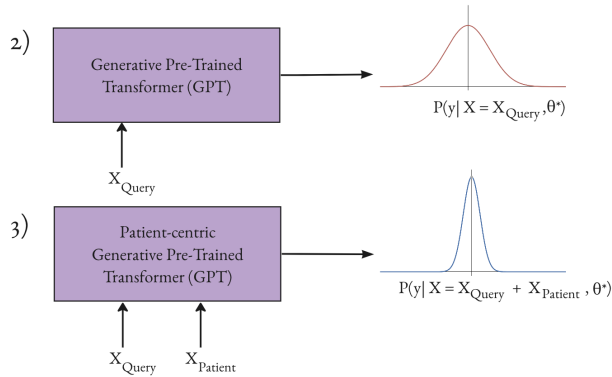 2)
Generative Pre-Trained
Transformer (GPT)
P(y| X = X_Query ,θ*)
X_Query
3)
Patient-centric
Generative Pre-Trained
Transformer (GPT)
P(y| X = X_Query + X_Patient , θ*)
X_Query
X_Patient